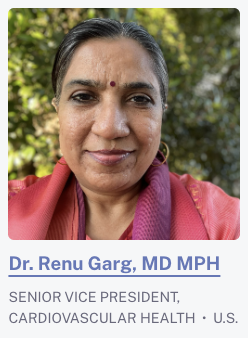 Dr. Renu Garg, MD MPH
SENIOR VICE PRESIDENT,
CARDIOVASCULAR HEALTH • U.S.